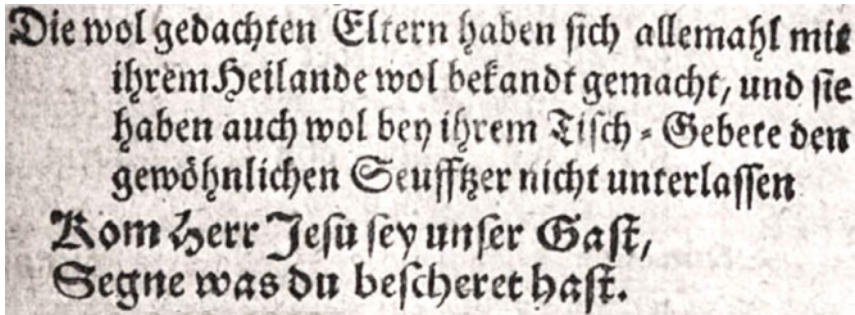 Die wol gedachten Eltern haben sich allemahl mit
ihrem Heilande wol bekandt gemacht, und sie
haben auch wol bey ihrem Tisch-Gebete den
gewöhnlichen Seufftzer nicht unterlassen
Kom Herr Jesu sey unser Gast,
Segne was du bescheret hast.